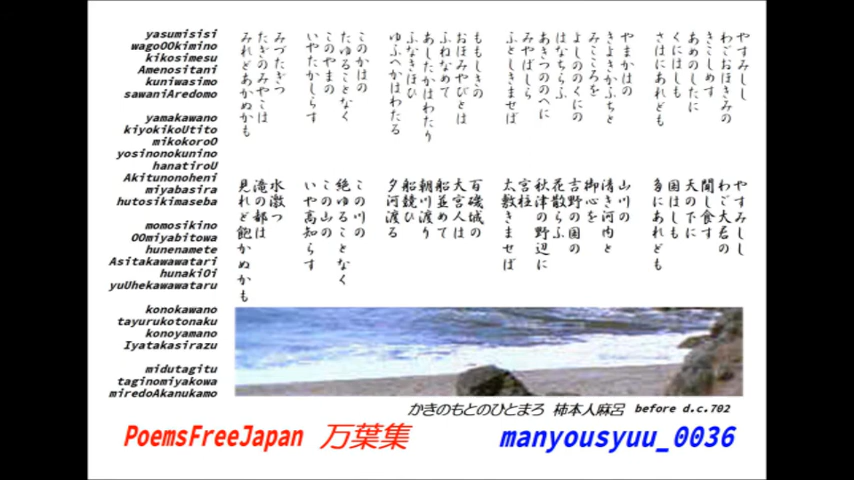 yasumisisi
wagoOOkimino
kikosimesu
Amenositani
kuniwasimo
sawaniAredomo
yamakawano
kiyokikoUtito
mikokoroO
yosinonokunino
hanatiroU
Akitunonoheni
miyabasira
hutosikimaseba
momosikino
OOmiyabitowa
hunenamete
Asitakawawatari
hunakiOi
yuUhekawawataru
konokawano
tayurukotonaku
konoyamano
Iyatakasirazu
midutagitu
taginomiyakowa
miredoAkanukamo
やすみしし
わごおほきみの
きこしめす
あめのしたに
くにはしも
さはにあれども
やまかはの
きよきかふちと
みこころを
よしののくにの
はなちらふ
あきつののへに
みやばしら
ふとしきませば
ももしきの
おほみやびとは
ふねなめて
あしたかはわたり
ふなきほひ
ゆふへかはわたる
このかはの
たゆることなく
このやまの
いやたかしらす
みづたぎつ
たぎのみやこは
みれどあかぬかも
やすみしし
わご大君の
聞し食す
天の下に
国はしも
多にあれども
山川の
清き河内と
御心を
吉野の国の
花散らふ
秋津の野辺に
宮柱
太敷きませば
百磯城の
大宮人は
船並めて
朝川渡り
船競ひ
夕河渡る
この川の
絶ゆることなく
この山の
いや高知らす
水激つ
滝の都は
見れど飽かぬかも
かきのもとのひとまろ 柿本人麻呂 before d.c.702
PoemsFreeJapan 万葉集 manyousyuu_0036